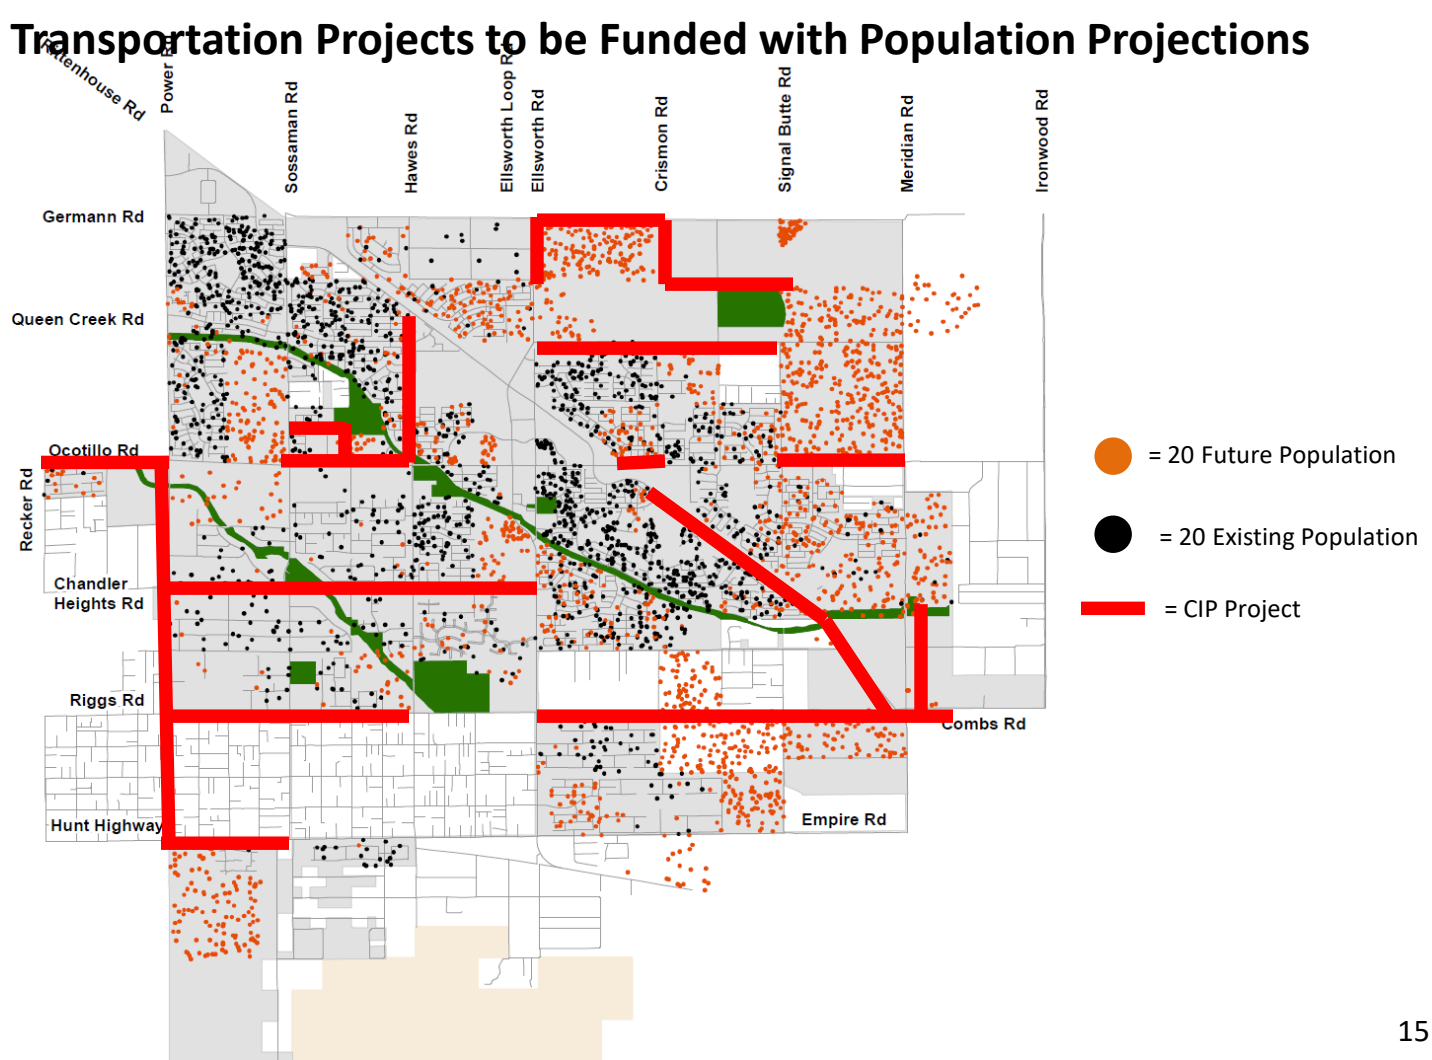 Transportation Projects to be Funded with Population Projections
Rittenhouse Rd
Power Rd
Sossaman Rd
Hawes Rd
Ellsworth Loop Rd
Ellsworth Rd
Crismon Rd
Signal Butte Rd
Meridian Rd
Ironwood Rd
Germann Rd
Queen Creek Rd
Ocotillo Rd
Recker Rd
Chandler
Heights Rd
Riggs Rd
Combs Rd
Hunt Highway
Empire Rd
= 20 Future Population
= 20 Existing Population
= CIP Project
15